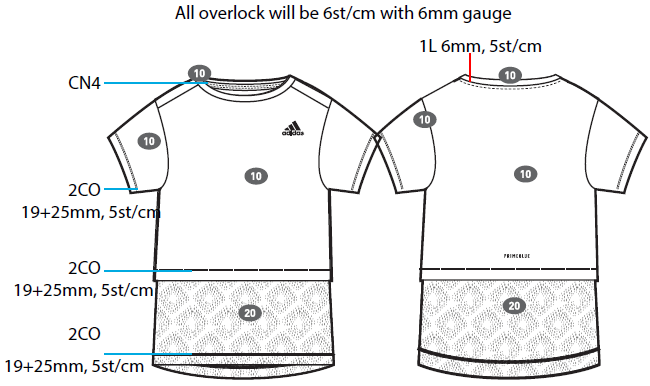 All overlock will be 6st/cm with 6mm gauge
1L 6mm, 5st/cm
10
10
CN4
10
10
adidas
10
10
2CO
19+25mm, 5st/cm
PRIMEBLUE
2CO
19+25mm, 5st/cm
20
20
2CO
19+25mm, 5st/cm